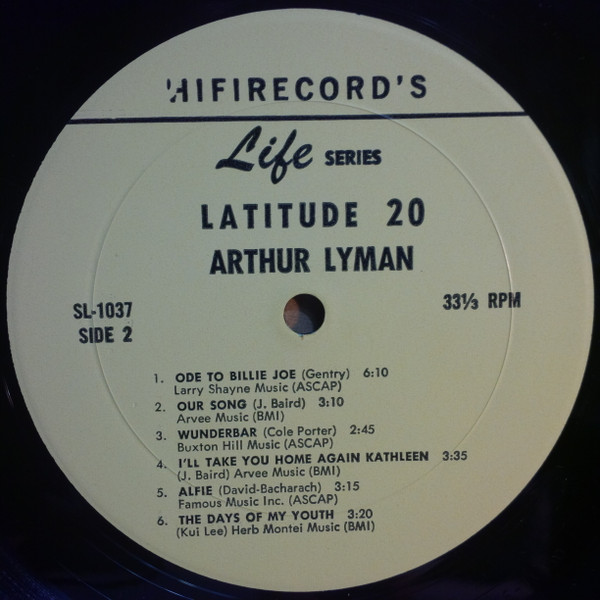 HIFIRECORD'S
Life SERIES
LATITUDE 20
ARTHUR LYMAN
SL-1037
SIDE 2
33⅓ RPM
1. ODE TO BILLIE JOE (Gentry) 6:10
Larry Shayne Music (ASCAP)
2. OUR SONG (J. Baird) 3:10
Arvee Music (BMI)
3. WUNDERBAR (Cole Porter) 2:45
Buxton Hill Music (ASCAP)
4. I'LL TAKE YOU HOME AGAIN KATHLEEN 3:35
(J. Baird) Arvee Music (BMI)
5. ALFIE (David-Bacharach) 3:15
Famous Music Inc. (ASCAP)
6. THE DAYS OF MY YOUTH 3:20
(Kui Lee) Herb Montei Music (BMI)